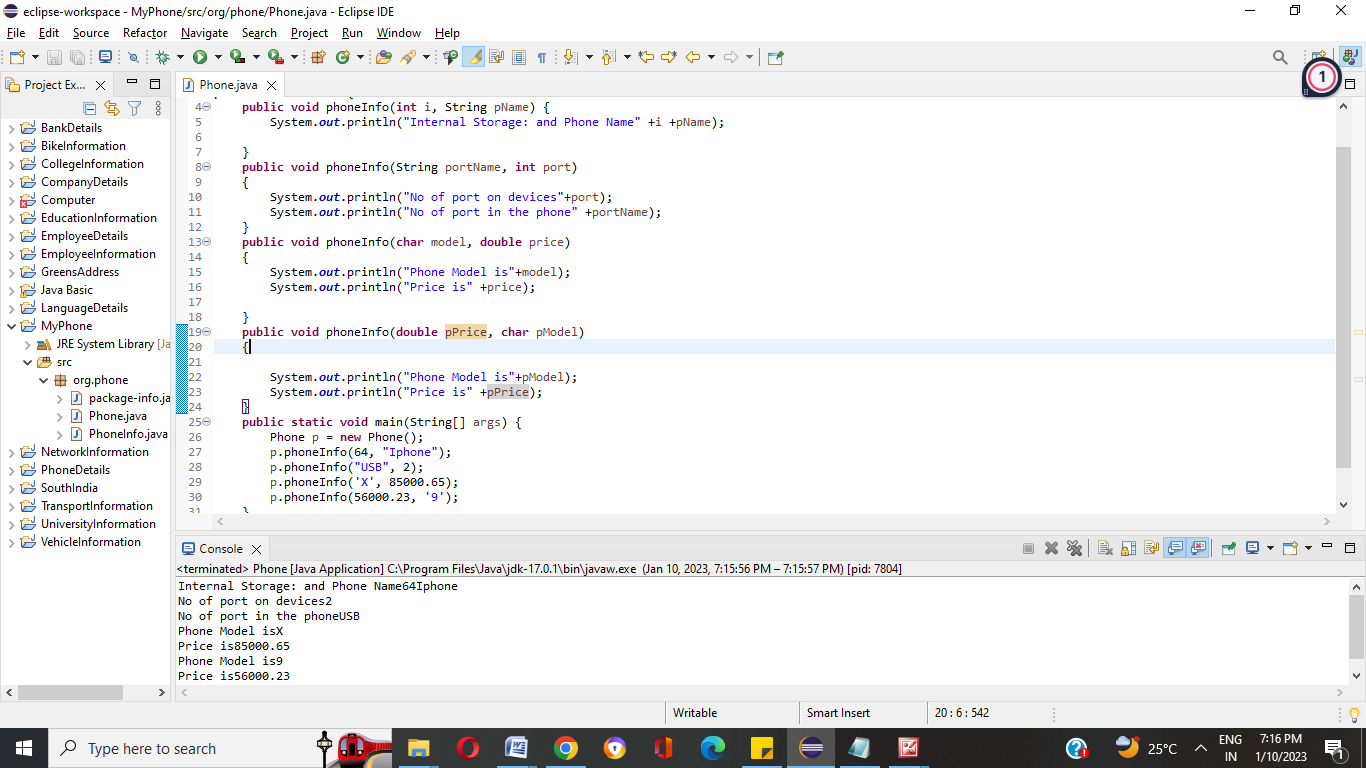 eclipse-workspace - MyPhone/src/org/phone/Phone.java - Eclipse IDE
File Edit Source Refactor Navigate Search Project Run Window Help
1
Project Ex...
BankDetails
BikeInformation
CollegeInformation
CompanyDetails
Computer
EducationInformation
EmployeeDetails
EmployeeInformation
GreensAddress
Java Basic
LanguageDetails
MyPhone
JRE System Library [Ja
src
org.phone
package-info.ja
Phone.java
PhoneInfo.java
NetworkInformation
PhoneDetails
SouthIndia
TransportInformation
UniversityInformation
VehicleInformation
Phone.java
4 public void phoneInfo(int i, String pName) {
5 System.out.println("Internal Storage: and Phone Name" +i +pName);
6
7 }
8 public void phoneInfo(String portName, int port)
9 {
10 System.out.println("No of port on devices"+port);
11 System.out.println("No of port in the phone" +portName);
12 }
13 public void phoneInfo(char model, double price)
14 {
15 System.out.println("Phone Model is"+model);
16 System.out.println("Price is" +price);
17
18 }
19 public void phoneInfo(double pPrice, char pModel)
20 {
21
22 System.out.println("Phone Model is"+pModel);
23 System.out.println("Price is" +pPrice);
24 }
25 public static void main(String[] args) {
26 Phone p = new Phone();
27 p.phoneInfo(64, "Iphone");
28 p.phoneInfo("USB", 2);
29 p.phoneInfo('X', 85000.65);
30 p.phoneInfo(56000.23, '9');
31 }
Console
<terminated> Phone [Java Application] C:\Program Files\Java\jdk-17.0.1\bin\javaw.exe (Jan 10, 2023, 7:15:56 PM – 7:15:57 PM) [pid: 7804]
Internal Storage: and Phone Name64Iphone
No of port on devices2
No of port in the phoneUSB
Phone Model isX
Price is85000.65
Phone Model is9
Price is56000.23
Writable Smart Insert 20 : 6 : 542
Type here to search
25°C
ENG
IN
7:16 PM
1/10/2023
1